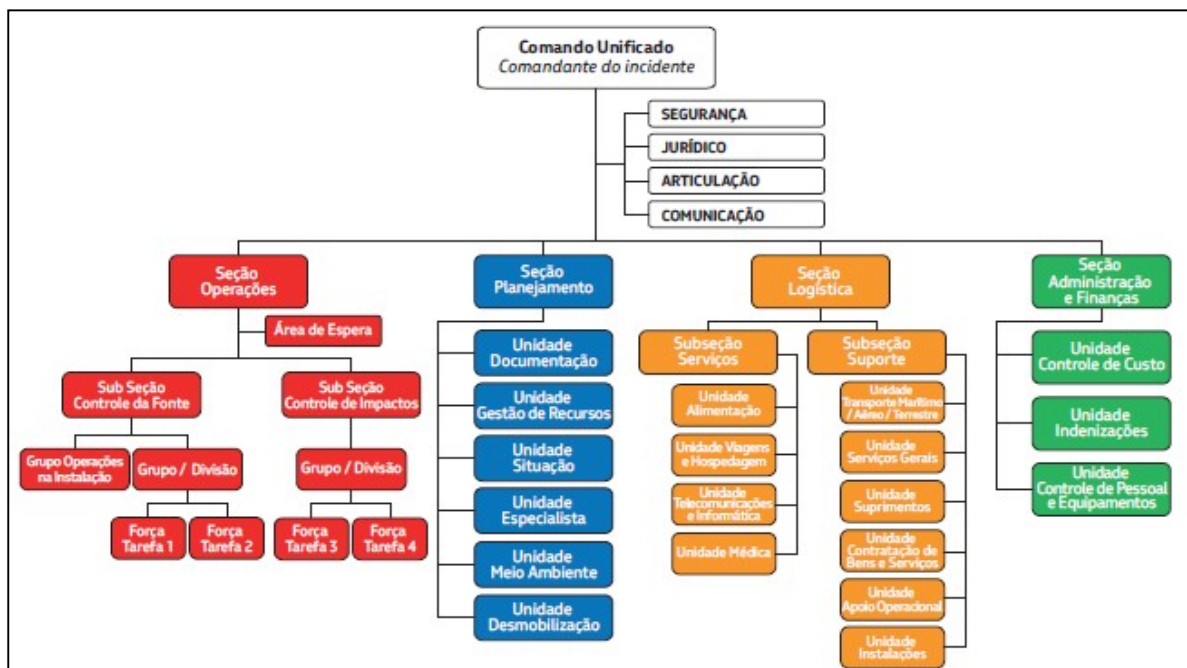 Comando Unificado
Comandante do incidente
SEGURANÇA
JURÍDICO
ARTICULAÇÃO
COMUNICAÇÃO
Seção
Operações
Área de Espera
Sub Seção
Controle da Fonte
Sub Seção
Controle de Impactos
Grupo Operações
na Instalação
Grupo / Divisão
Grupo / Divisão
Força
Tarefa 1
Força
Tarefa 2
Força
Tarefa 3
Força
Tarefa 4
Seção
Planejamento
Unidade
Documentação
Unidade
Gestão de Recursos
Unidade
Situação
Unidade
Especialista
Unidade
Meio Ambiente
Unidade
Desmobilização
Seção
Logística
Subseção
Serviços
Unidade
Alimentação
Unidade Viagens
e Hospedagem
Unidade
Telecomunicações
e Informática
Unidade Médica
Subseção
Suporte
Unidade
Transporte Marítimo
/ Aéreo / Terrestre
Unidade
Serviços Gerais
Unidade
Suprimentos
Unidade
Contratação de
Bens e Serviços
Unidade
Apoio Operacional
Unidade
Instalações
Seção
Administração
e Finanças
Unidade
Controle de Custo
Unidade
Indenizações
Unidade
Controle de Pessoal
e Equipamentos